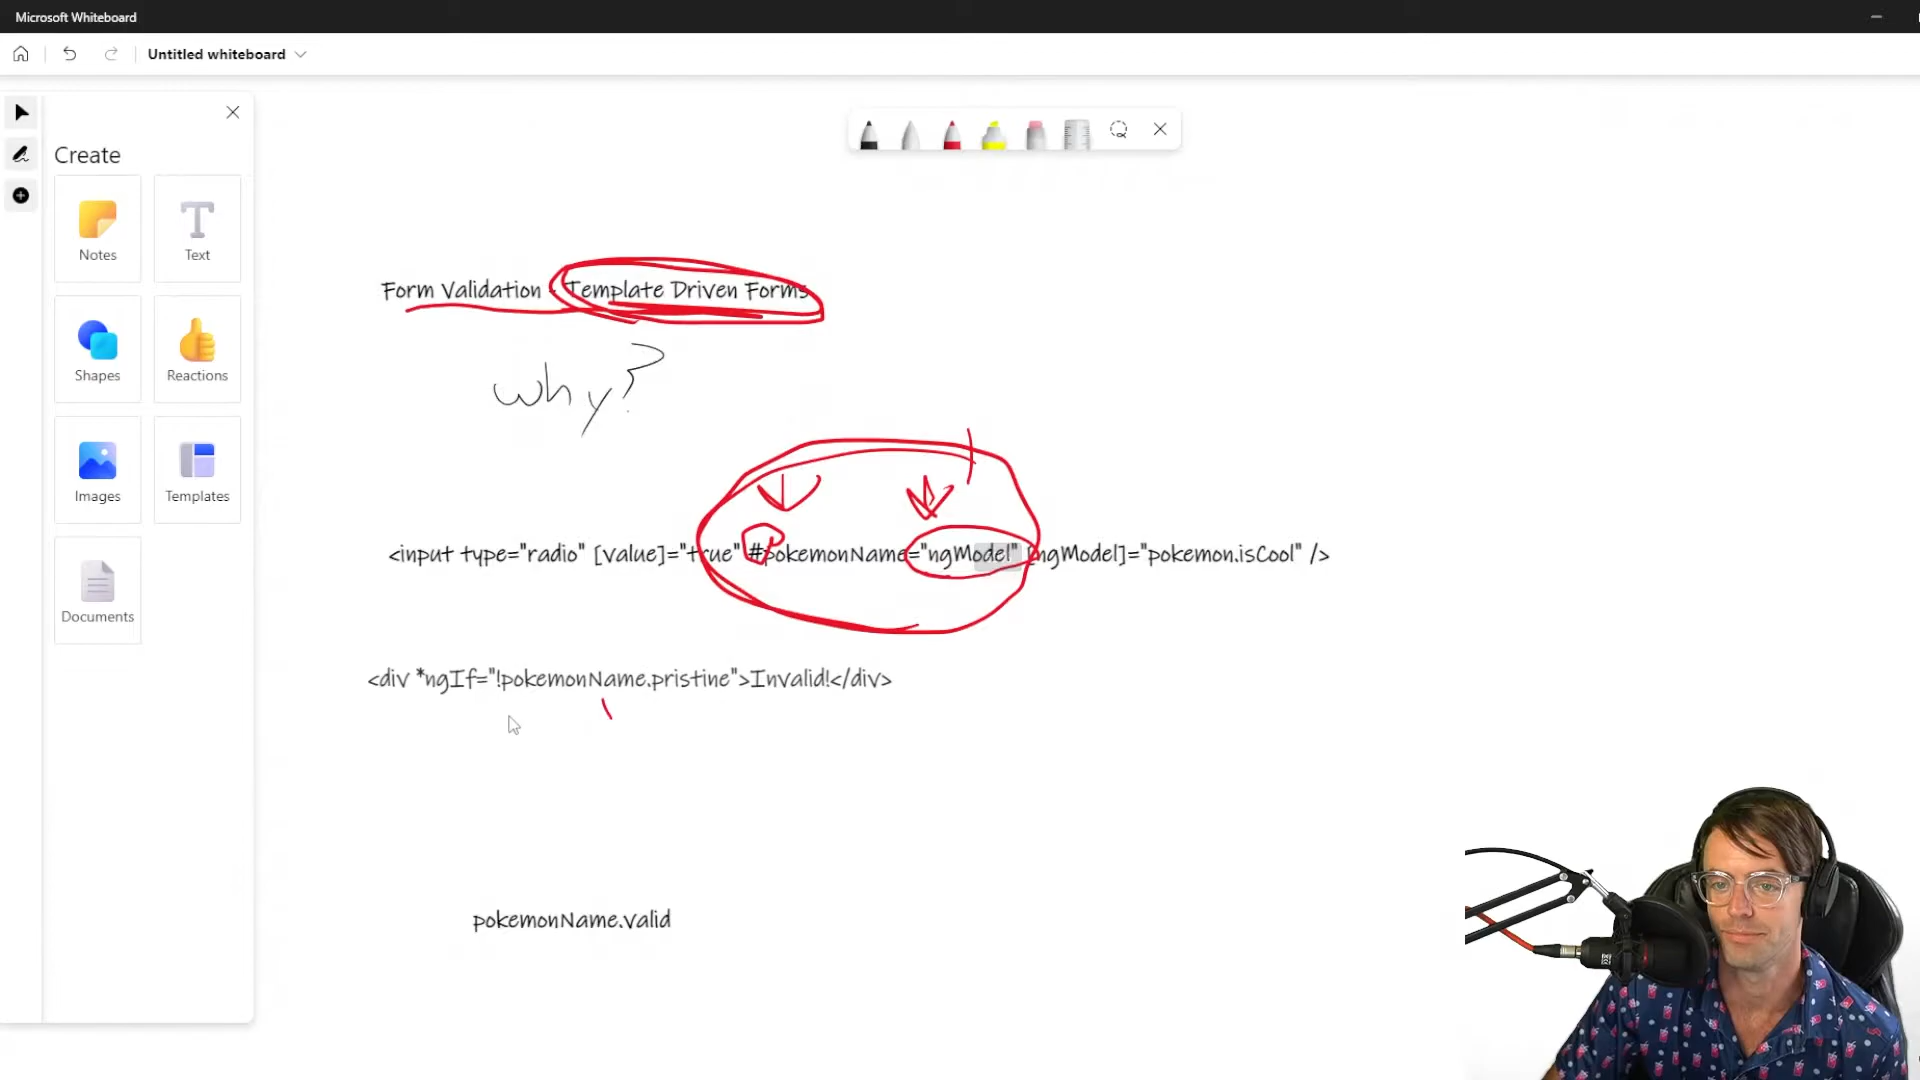 Microsoft Whiteboard
Untitled whiteboard
Create
Notes
Text
Shapes
Reactions
Images
Templates
Documents
Form Validation - Template Driven Forms
why?
<input type="radio" [value]="true" #pokemonName="ngModel" [ngModel]="pokemon.isCool" />
<div *ngIf="!pokemonName.pristine">Invalid!</div>
pokemonName.valid